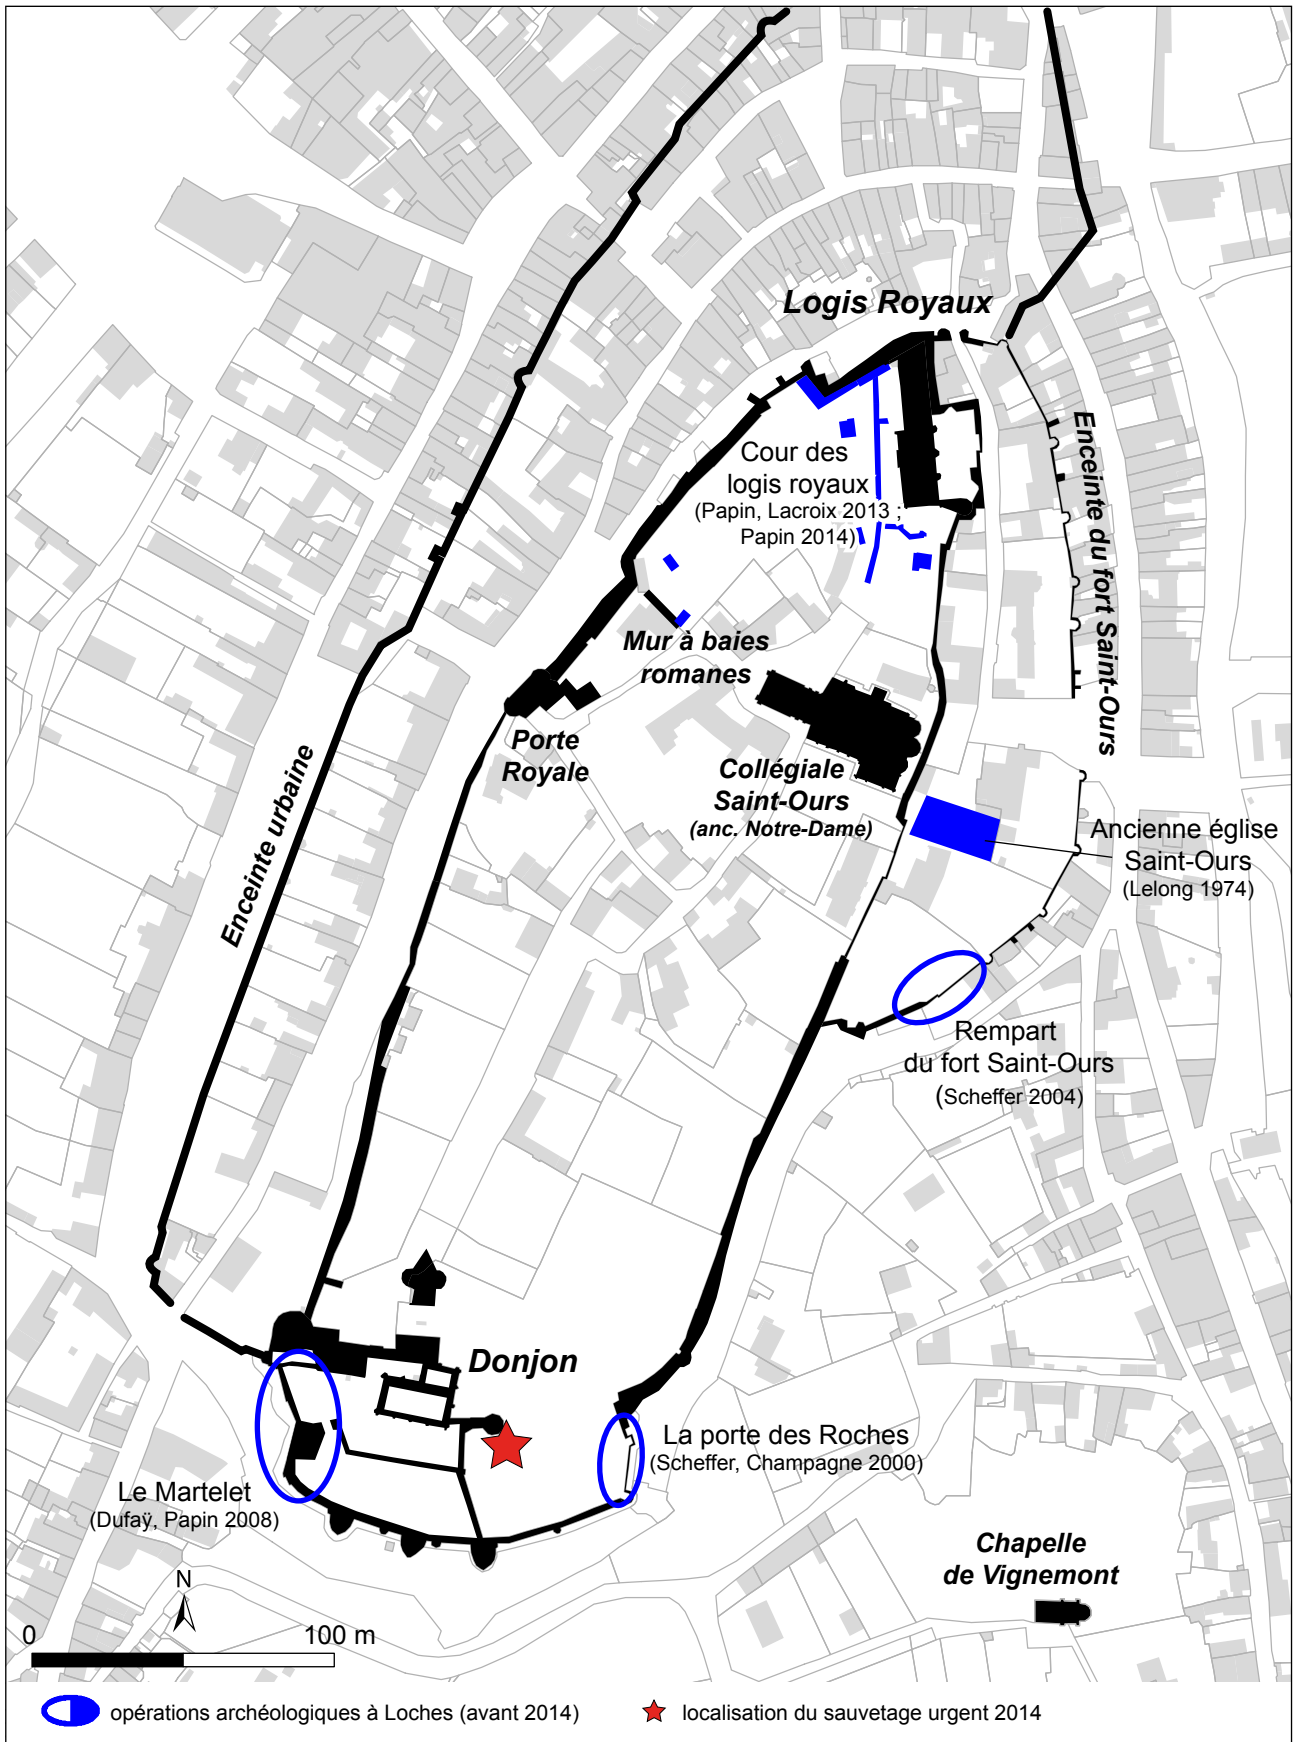 Logis Royaux
Cour des
logis royaux
(Papin, Lacroix 2013 ;
Papin 2014)
Enceinte du fort Saint-Ours
Mur à baies
romanes
Porte
Royale
Collégiale
Saint-Ours
(anc. Notre-Dame)
Enceinte urbaine
Ancienne église
Saint-Ours
(Lelong 1974)
Rempart
du fort Saint-Ours
(Scheffer 2004)
Donjon
La porte des Roches
(Scheffer, Champagne 2000)
Le Martelet
(Dufaÿ, Papin 2008)
Chapelle
de Vignemont
N
0 100 m
opérations archéologiques à Loches (avant 2014)
localisation du sauvetage urgent 2014